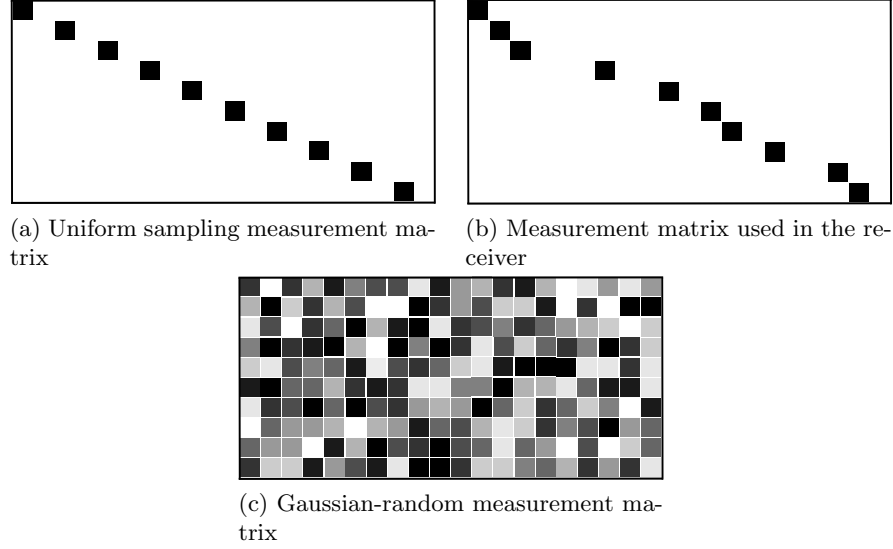 (a) Uniform sampling measurement ma-
trix
(b) Measurement matrix used in the re-
ceiver
(c) Gaussian-random measurement ma-
trix